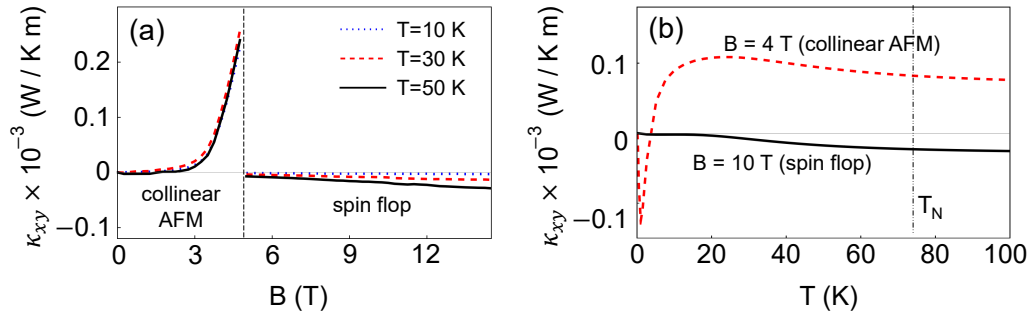 (a)
T=10 K
T=30 K
T=50 K
0.2
0.1
0
−0.1
κxy × 10−3 (W / K m)
collinear
AFM
spin flop
0 3 6 9 12
B (T)
(b)
B = 4 T (collinear AFM)
0.1
0
−0.1
κxy × 10−3 (W / K m)
B = 10 T (spin flop)
TN
0 20 40 60 80 100
T (K)